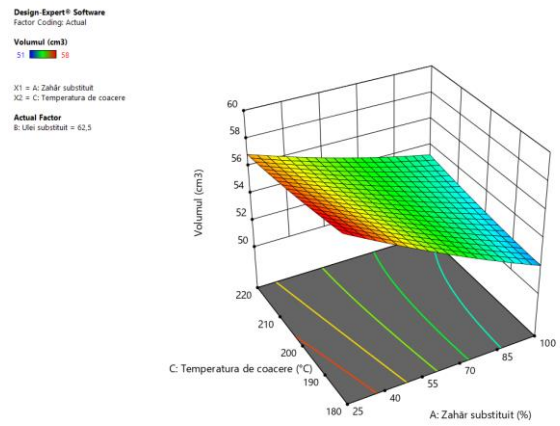 Design-Expert® Software
Factor Coding: Actual
Volumul (cm3)
51 58
X1 = A: Zahăr substituit
X2 = C: Temperatura de coacere
Actual Factor
B: Ulei substituit = 62,5
60
58
56
54
52
50
Volumul (cm3)
220
210
200
190
180
C: Temperatura de coacere (°C)
25
40
55
70
85
100
A: Zahăr substituit (%)